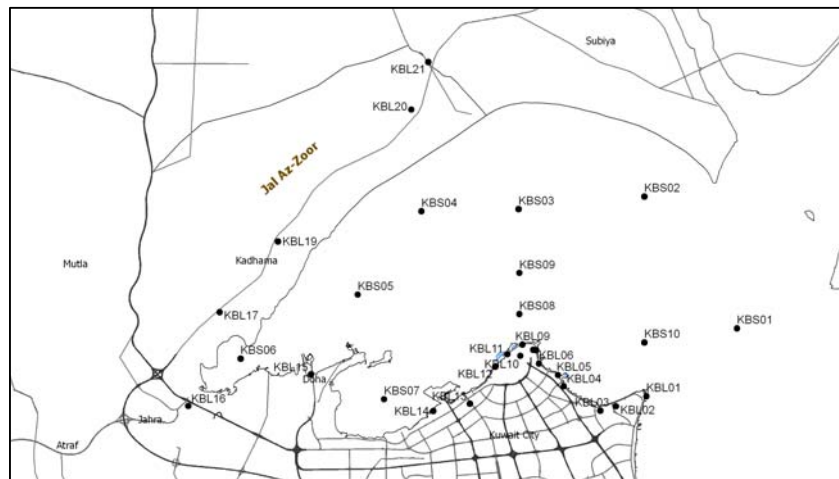 Subiya
KBL21
KBL20
Jal Az-Zoor
KBS02
KBS04
KBS03
KBL19
Kadhama
Mutla
KBS09
KBS05
KBL17
KBS08
KBS01
KBS06
KBL09
KBS10
KBL11
KBL10
KBL06
KBL15
KBL12
KBL05
Doha
KBL04
KBS07
KBL01
KBL16
KBL13
KBL14
KBL03
KBL02
Jahra
Kuwait City
Atraf